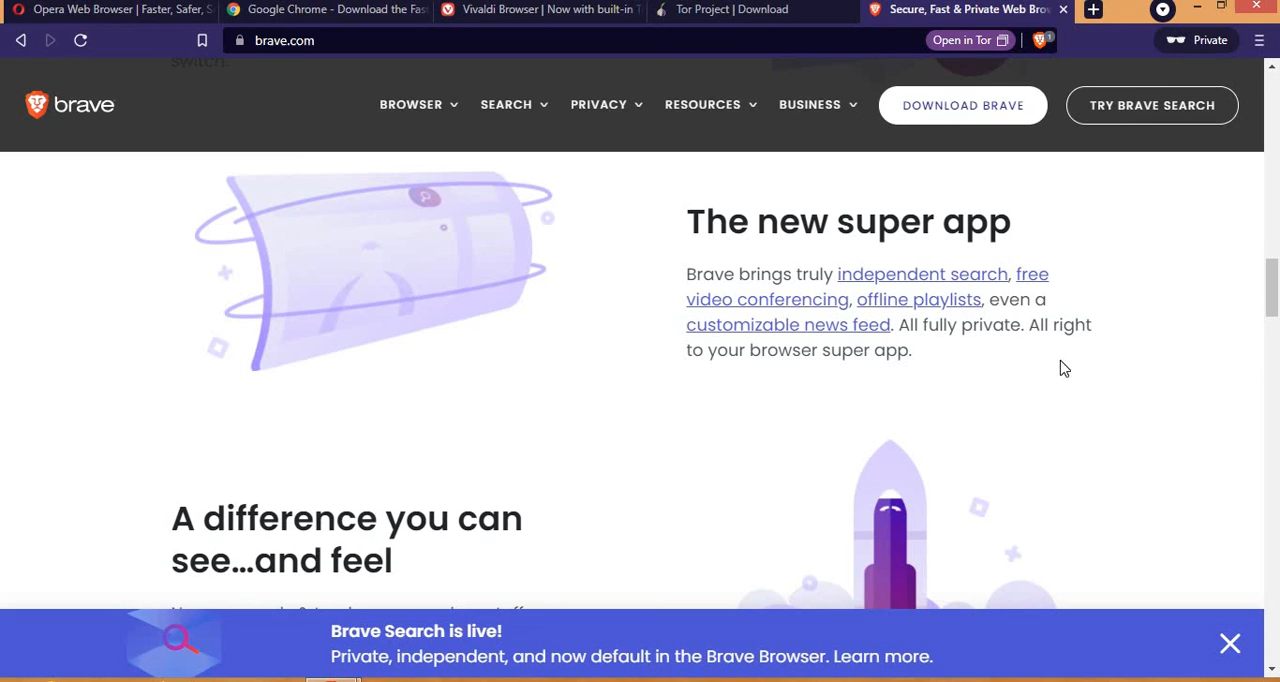 Opera Web Browser | Faster, Safer, S
Google Chrome - Download the Fas
Vivaldi Browser | Now with built-in T
Tor Project | Download
Secure, Fast & Private Web Brow
brave.com
Open in Tor
1
Private
switch.
brave
BROWSER
SEARCH
PRIVACY
RESOURCES
BUSINESS
DOWNLOAD BRAVE
TRY BRAVE SEARCH
The new super app
Brave brings truly independent search, free
video conferencing, offline playlists, even a
customizable news feed. All fully private. All right
to your browser super app.
A difference you can
see...and feel
Brave Search is live!
Private, independent, and now default in the Brave Browser. Learn more.